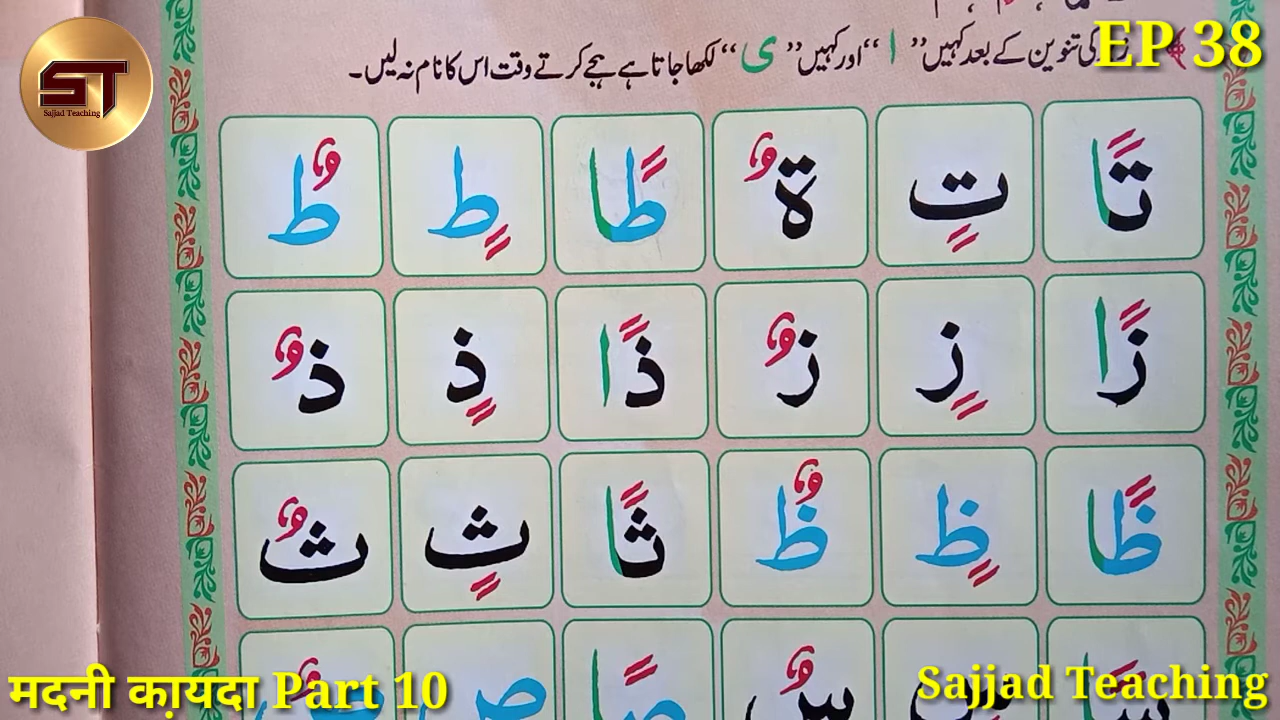 EP 38
کی تنوین کے بعد کہیں ”ا“ اور کہیں ”ی“ لکھا جاتا ہے ہجے کرتے وقت اس کا نام نہ لیں۔
ST
Sajjad Teaching
تًا تٍ ةٌ طًا طٍ طٌ
زًا زٍ زٌ ذًا ذٍ ذٌ
ظًا ظٍ ظٌ ثًا ثٍ ثٌ
मदनी क़ायदा Part 10
Sajjad Teaching